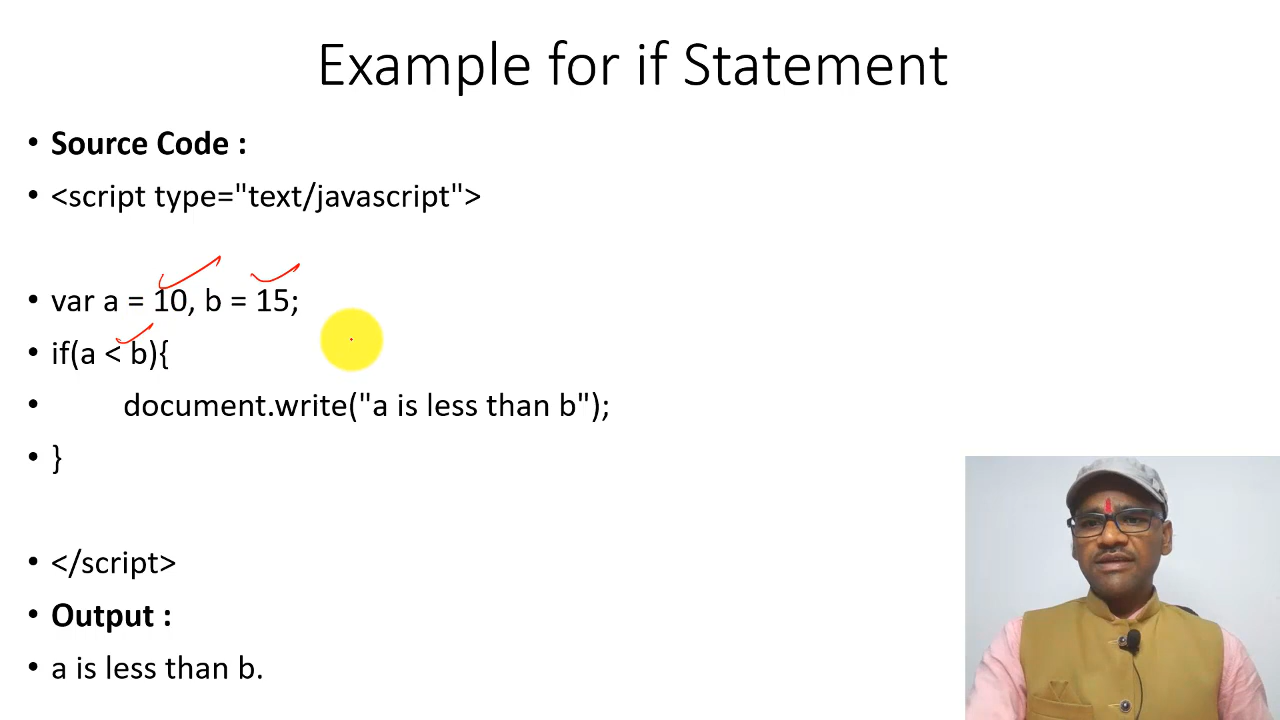 Example for if Statement
• Source Code :
• <script type="text/javascript">
• var a = 10, b = 15;
• if(a < b){
• document.write("a is less than b");
• }
• </script>
• Output :
• a is less than b.